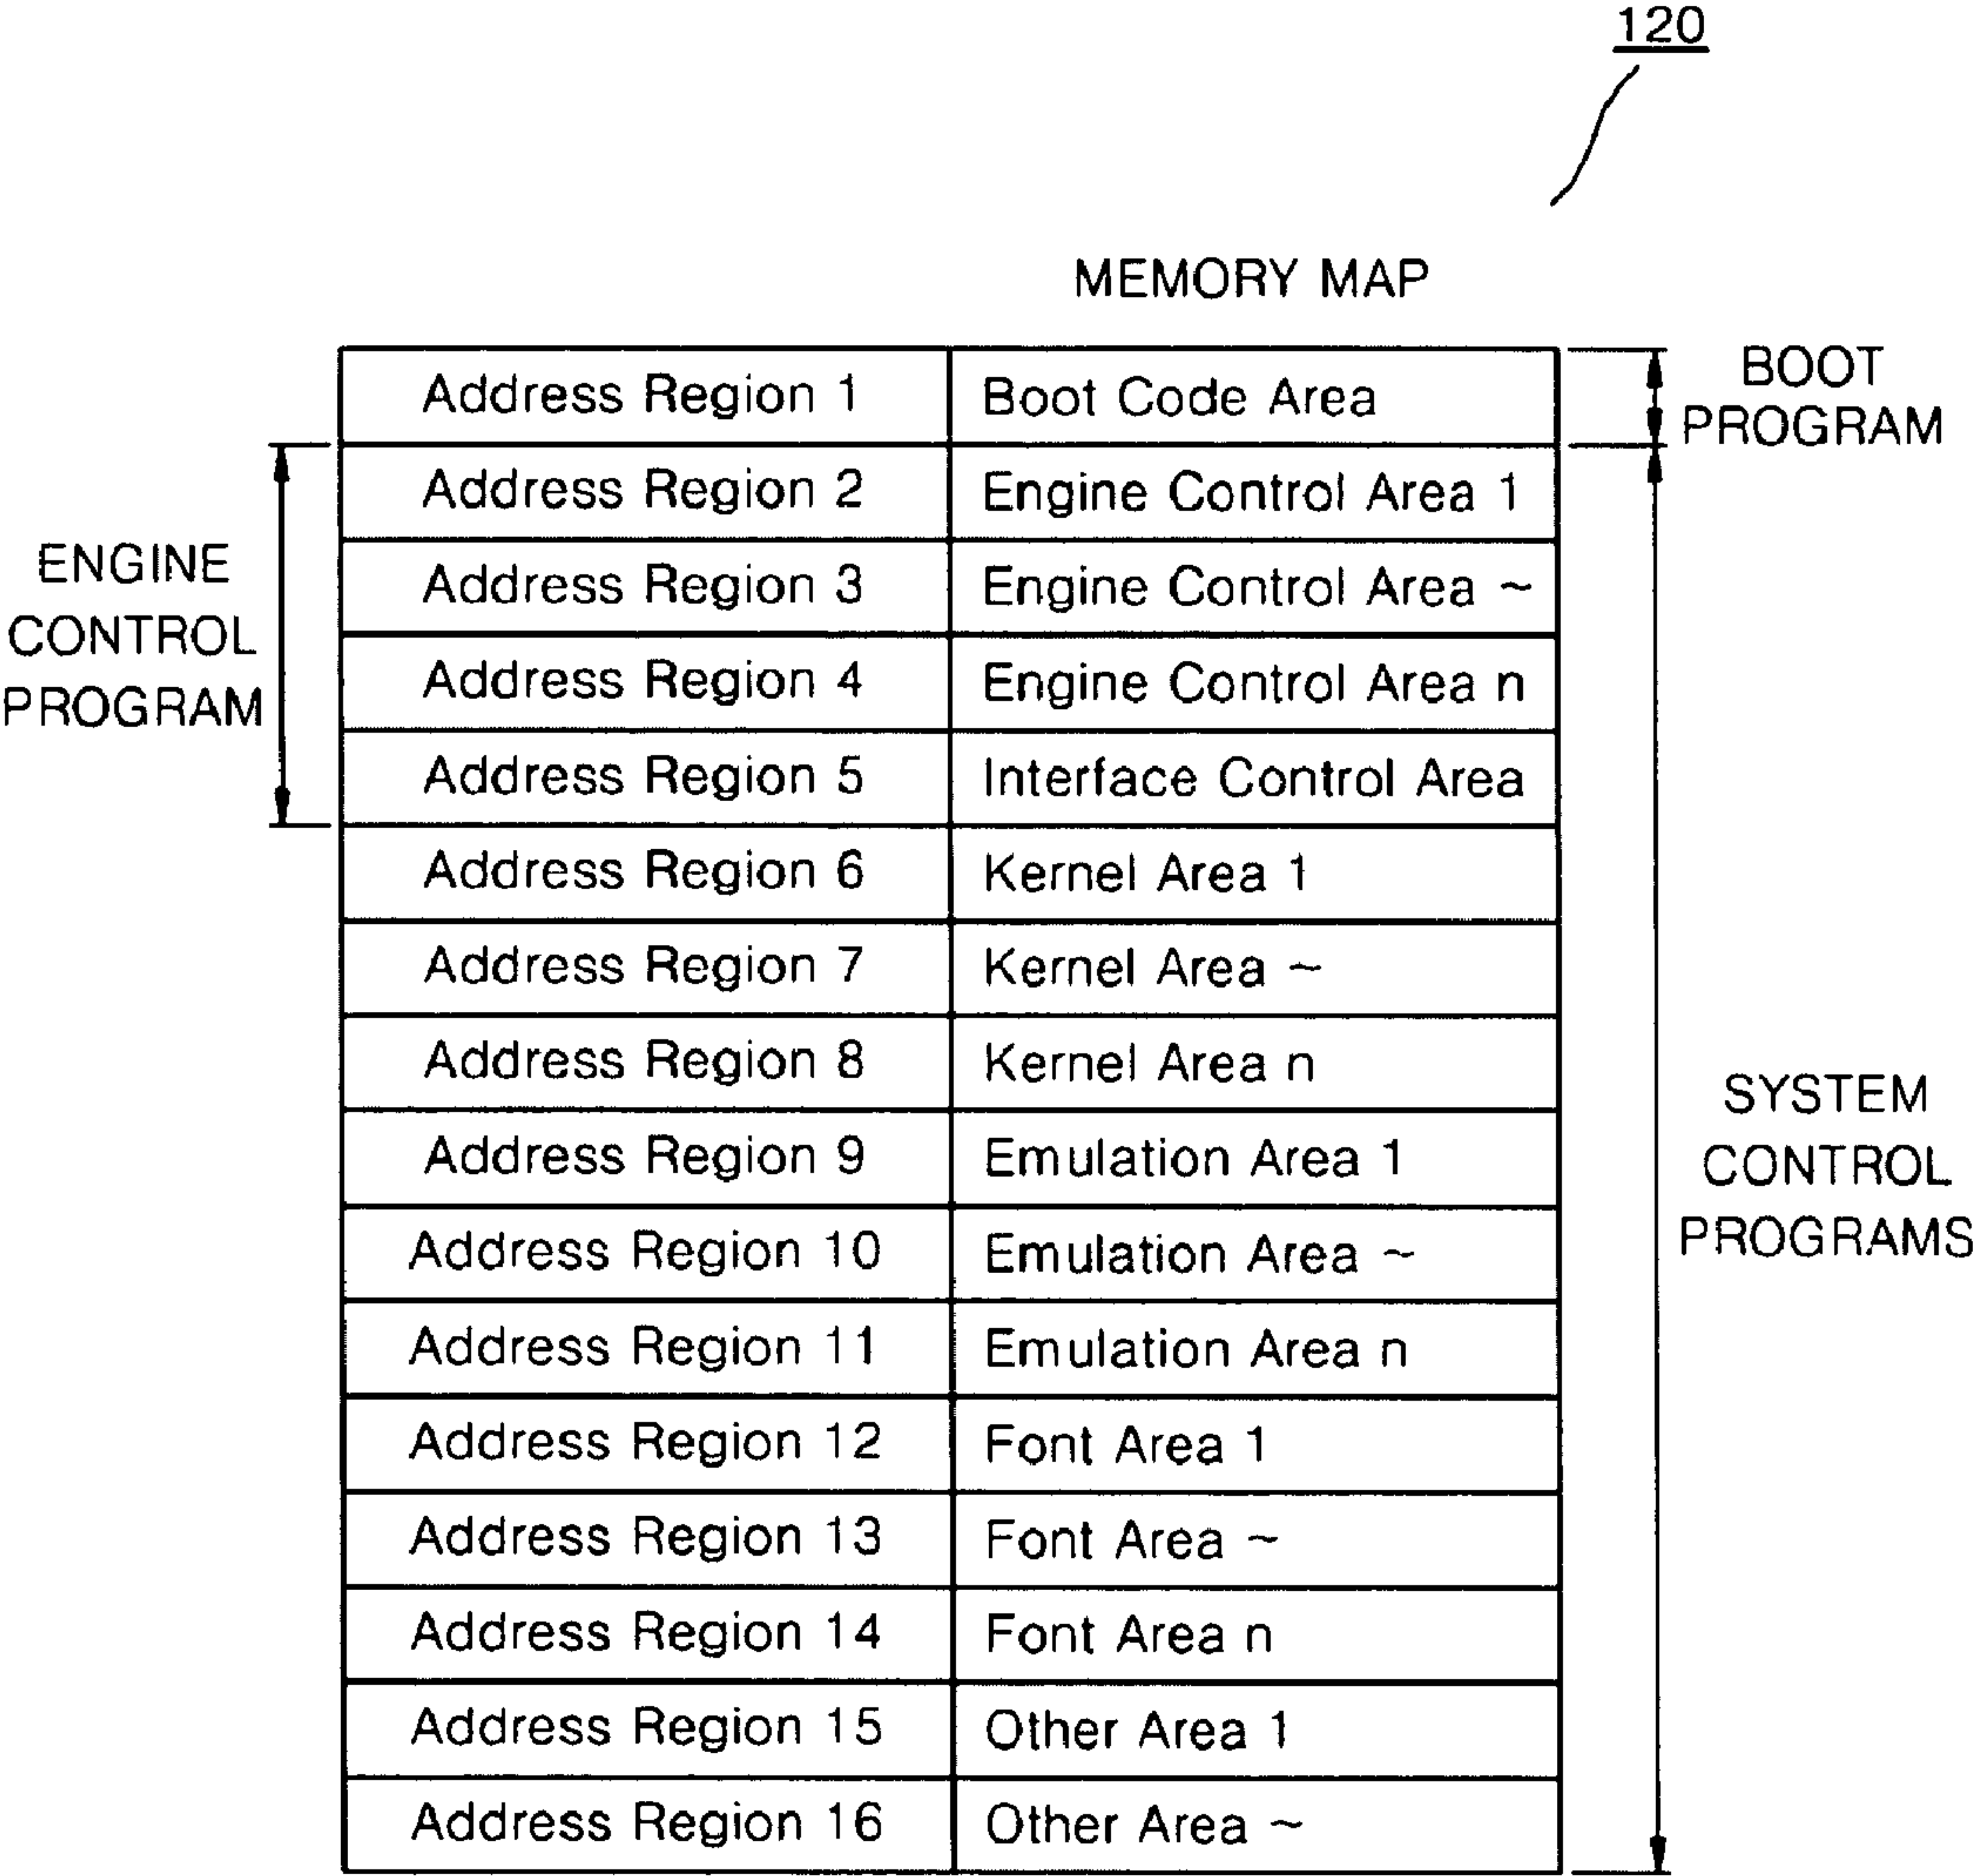 120
MEMORY MAP
Address Region 1 Boot Code Area
BOOT
PROGRAM
Address Region 2 Engine Control Area 1
Address Region 3 Engine Control Area ~
Address Region 4 Engine Control Area n
Address Region 5 Interface Control Area
ENGINE
CONTROL
PROGRAM
Address Region 6 Kernel Area 1
Address Region 7 Kernel Area ~
Address Region 8 Kernel Area n
Address Region 9 Emulation Area 1
Address Region 10 Emulation Area ~
Address Region 11 Emulation Area n
Address Region 12 Font Area 1
Address Region 13 Font Area ~
Address Region 14 Font Area n
Address Region 15 Other Area 1
Address Region 16 Other Area ~
SYSTEM
CONTROL
PROGRAMS